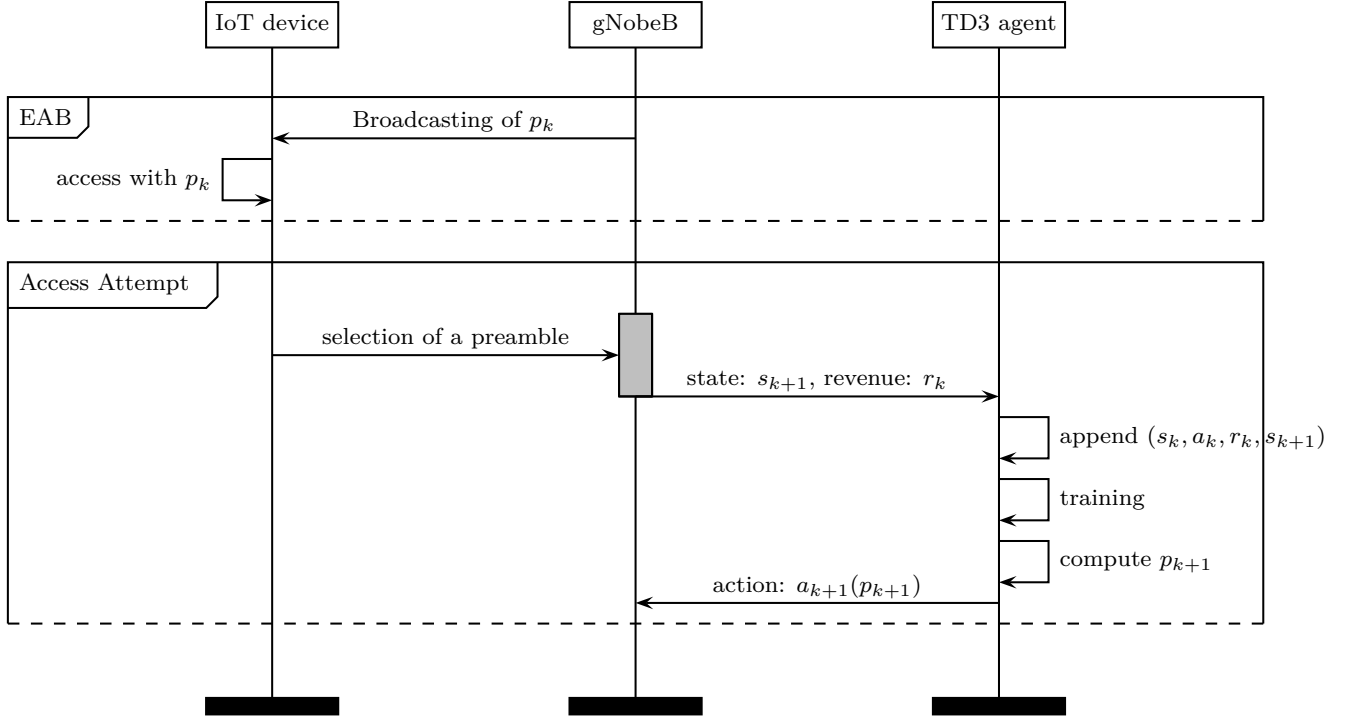 IoT device
gNobeB
TD3 agent
EAB
Broadcasting of $p_k$
access with $p_k$
Access Attempt
selection of a preamble
state: $s_{k+1}$, revenue: $r_k$
append $(s_k, a_k, r_k, s_{k+1})$
training
compute $p_{k+1}$
action: $a_{k+1}(p_{k+1})$